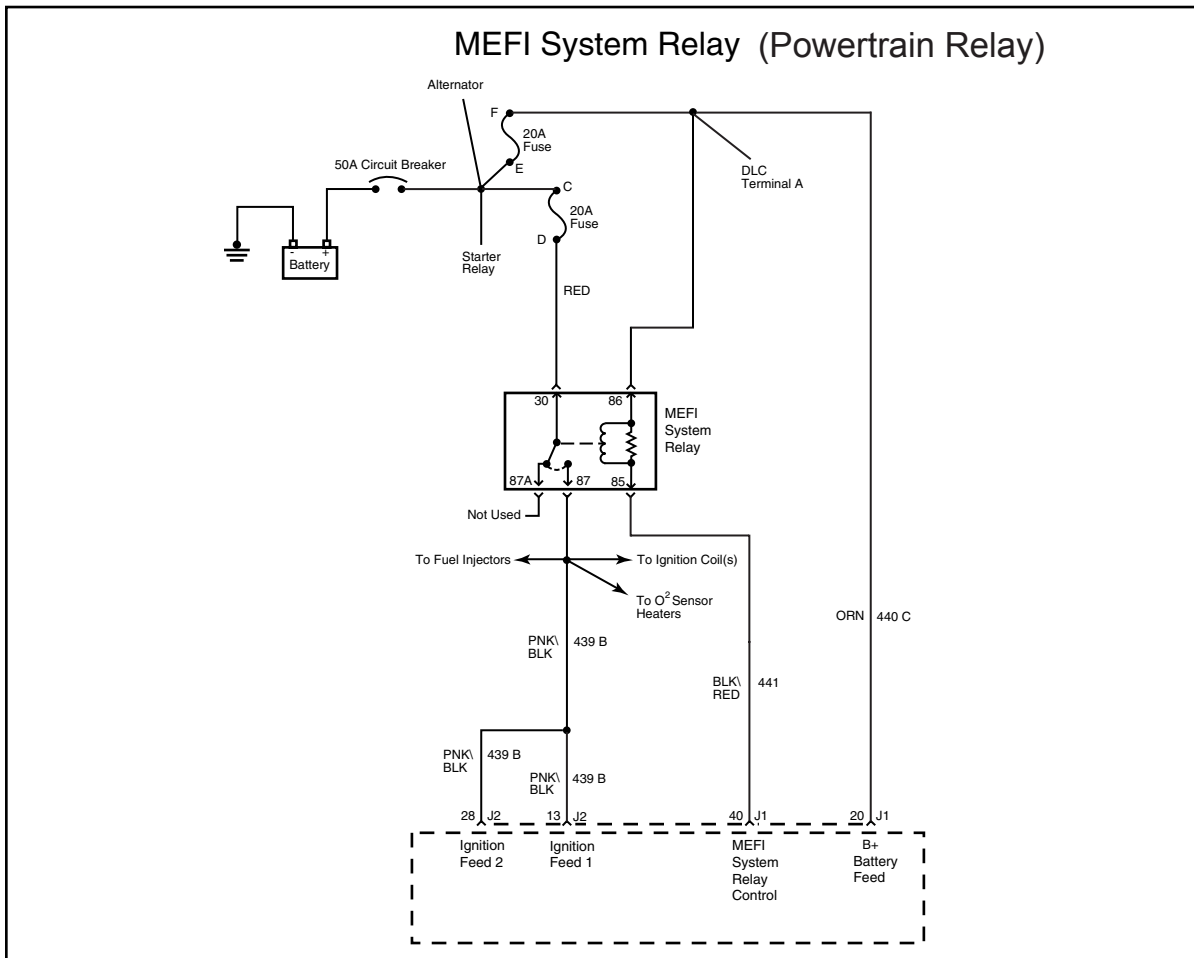 MEFI System Relay (Powertrain Relay)
Alternator
F
20A
Fuse
E
50A Circuit Breaker
C
20A
Fuse
D
DLC
Terminal A
- +
Battery
Starter
Relay
RED
30
86
MEFI
System
Relay
87A
87
85
Not Used
To Fuel Injectors
To Ignition Coil(s)
To O2 Sensor
Heaters
ORN
440 C
PNK\
BLK
439 B
BLK\
RED
441
PNK\
BLK
439 B
PNK\
BLK
439 B
28 J2
13 J2
40 J1
20 J1
Ignition
Feed 2
Ignition
Feed 1
MEFI
System
Relay
Control
B+
Battery
Feed